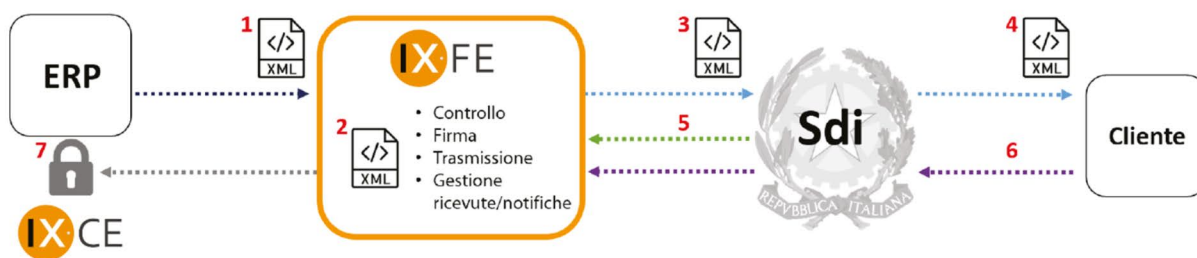 1
XML
ERP
IX.FE
• Controllo
• Firma
• Trasmissione
• Gestione
ricevute/notifiche
2
XML
3
XML
Sdi
REPVBBLICA ITALIANA
4
XML
5
6
Cliente
7
IX.CE